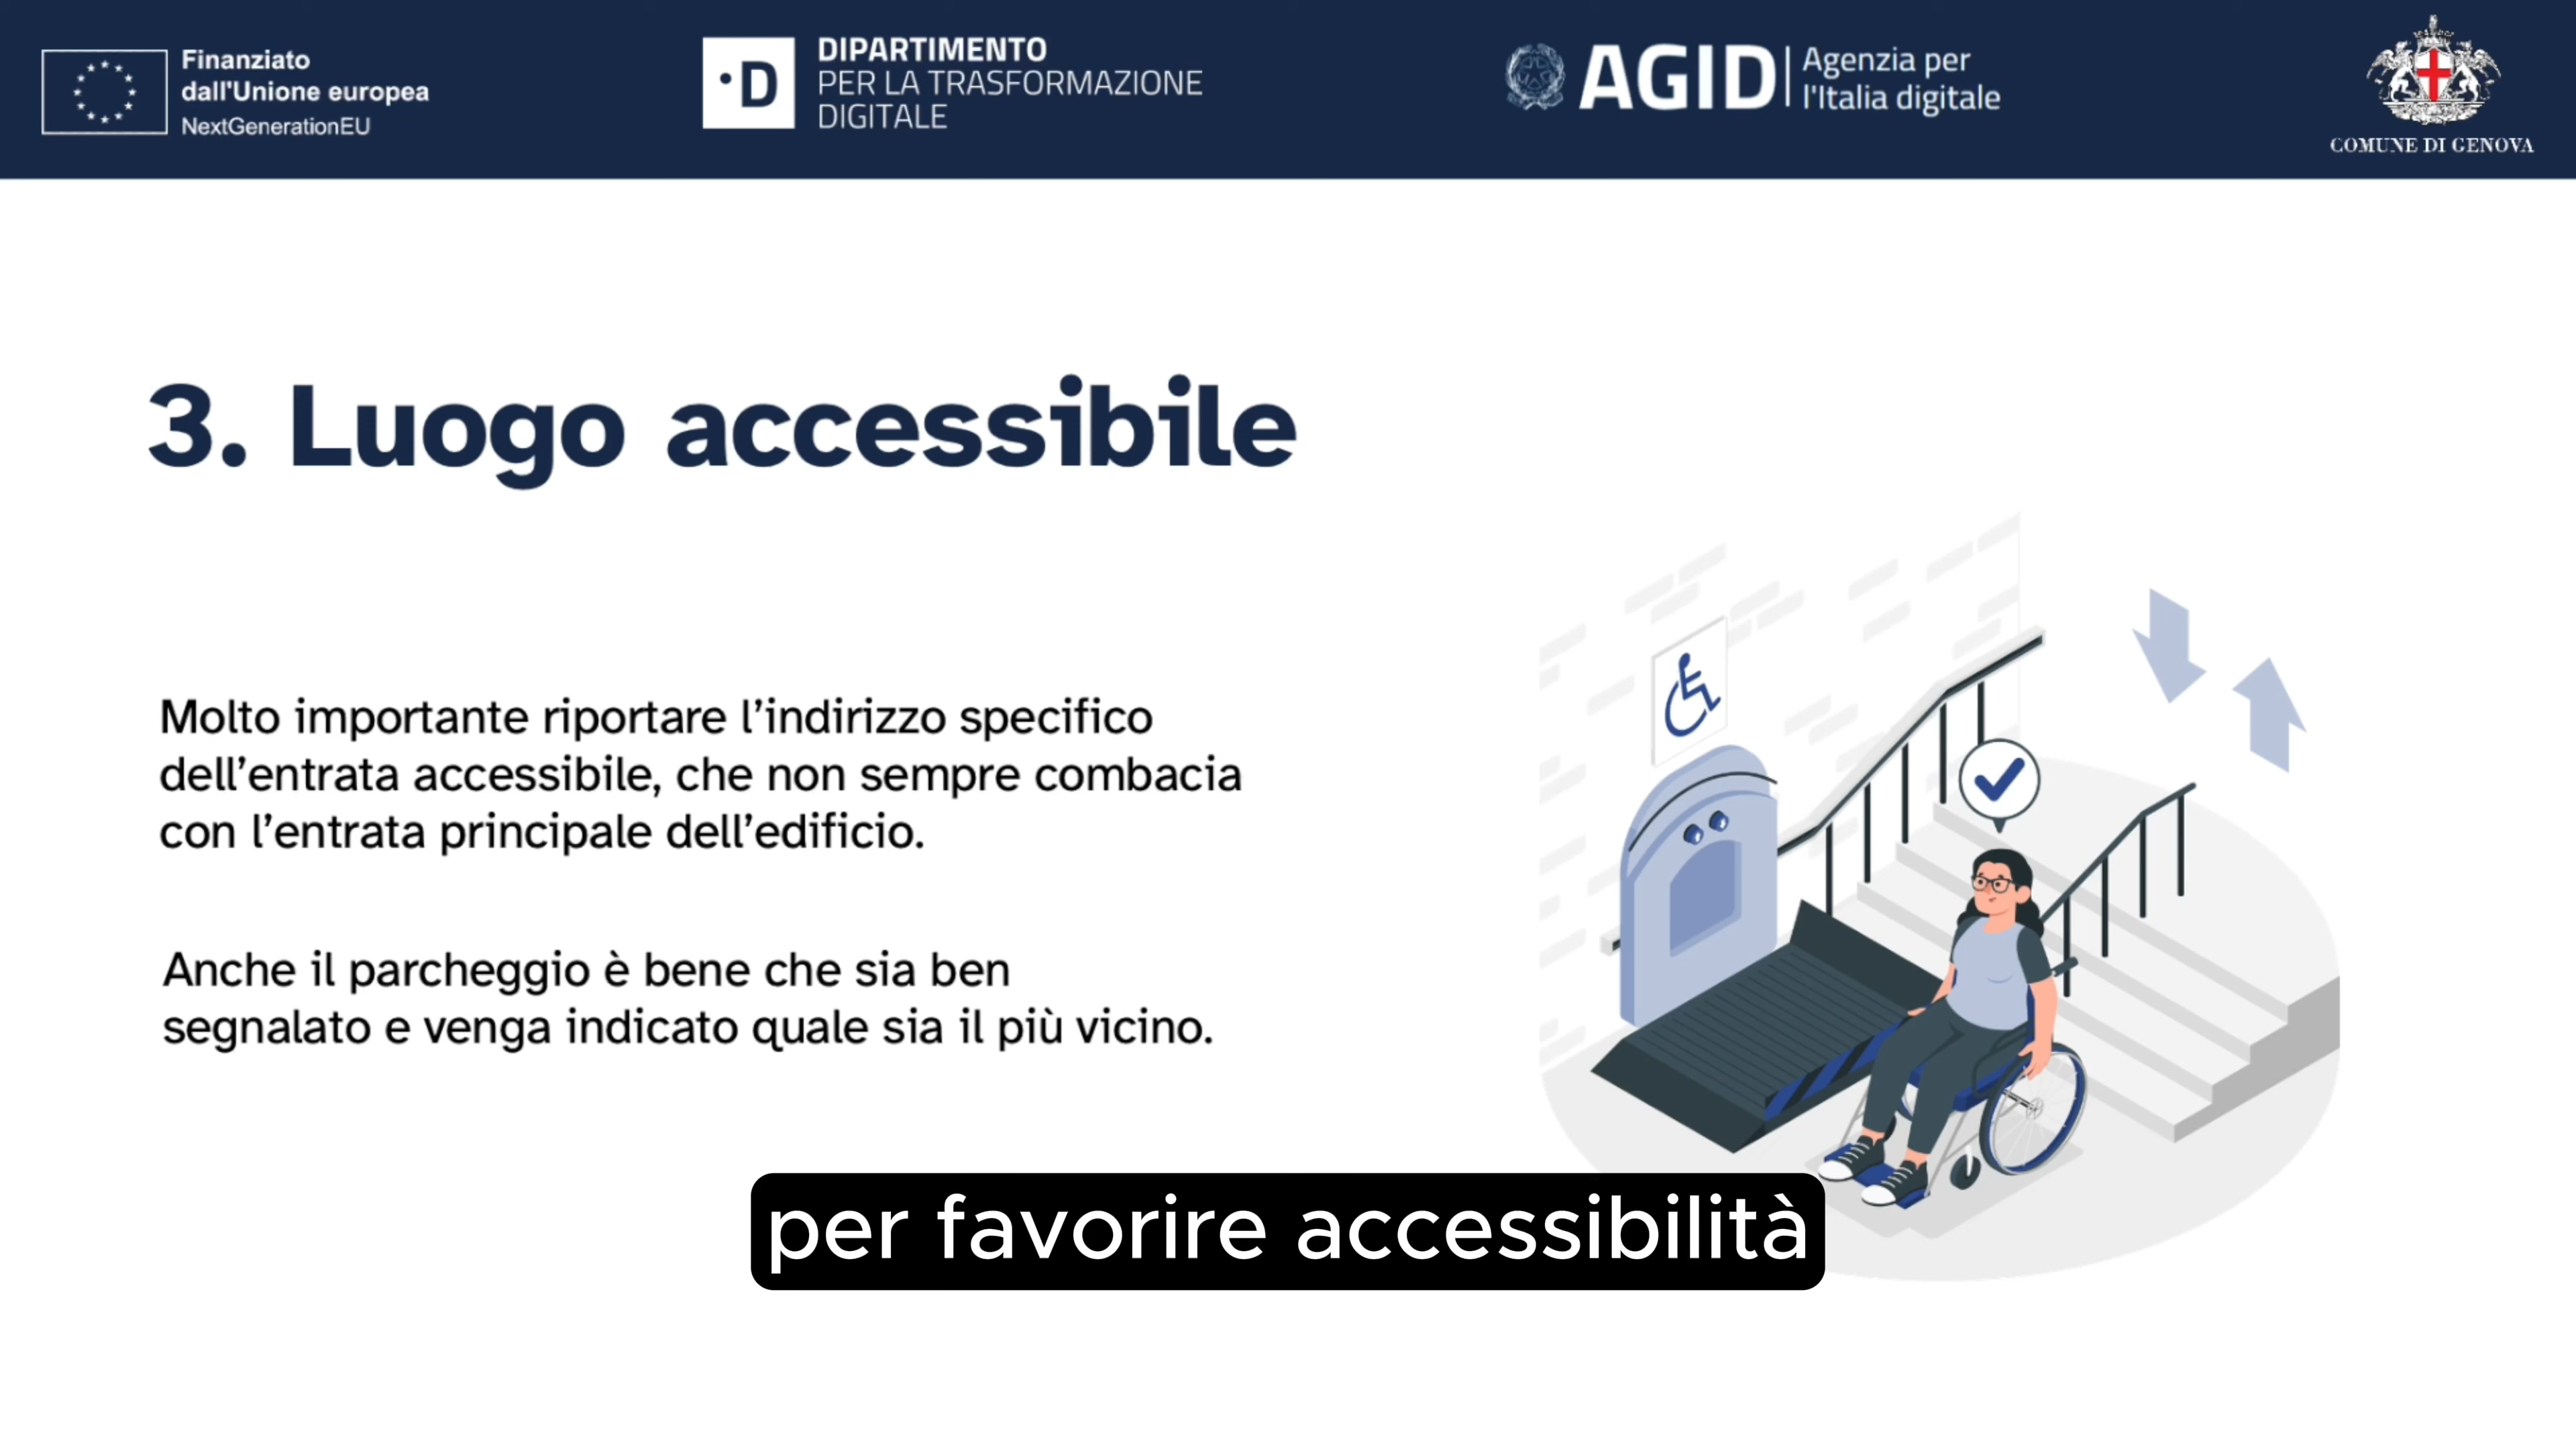 Finanziato
dall'Unione europea
NextGenerationEU
·D
DIPARTIMENTO
PER LA TRASFORMAZIONE
DIGITALE
AGID
Agenzia per
l'Italia digitale
COMUNE DI GENOVA
3. Luogo accessibile
Molto importante riportare l’indirizzo specifico
dell’entrata accessibile, che non sempre combacia
con l’entrata principale dell’edificio.
Anche il parcheggio è bene che sia ben
segnalato e venga indicato quale sia il più vicino.
per favorire accessibilità